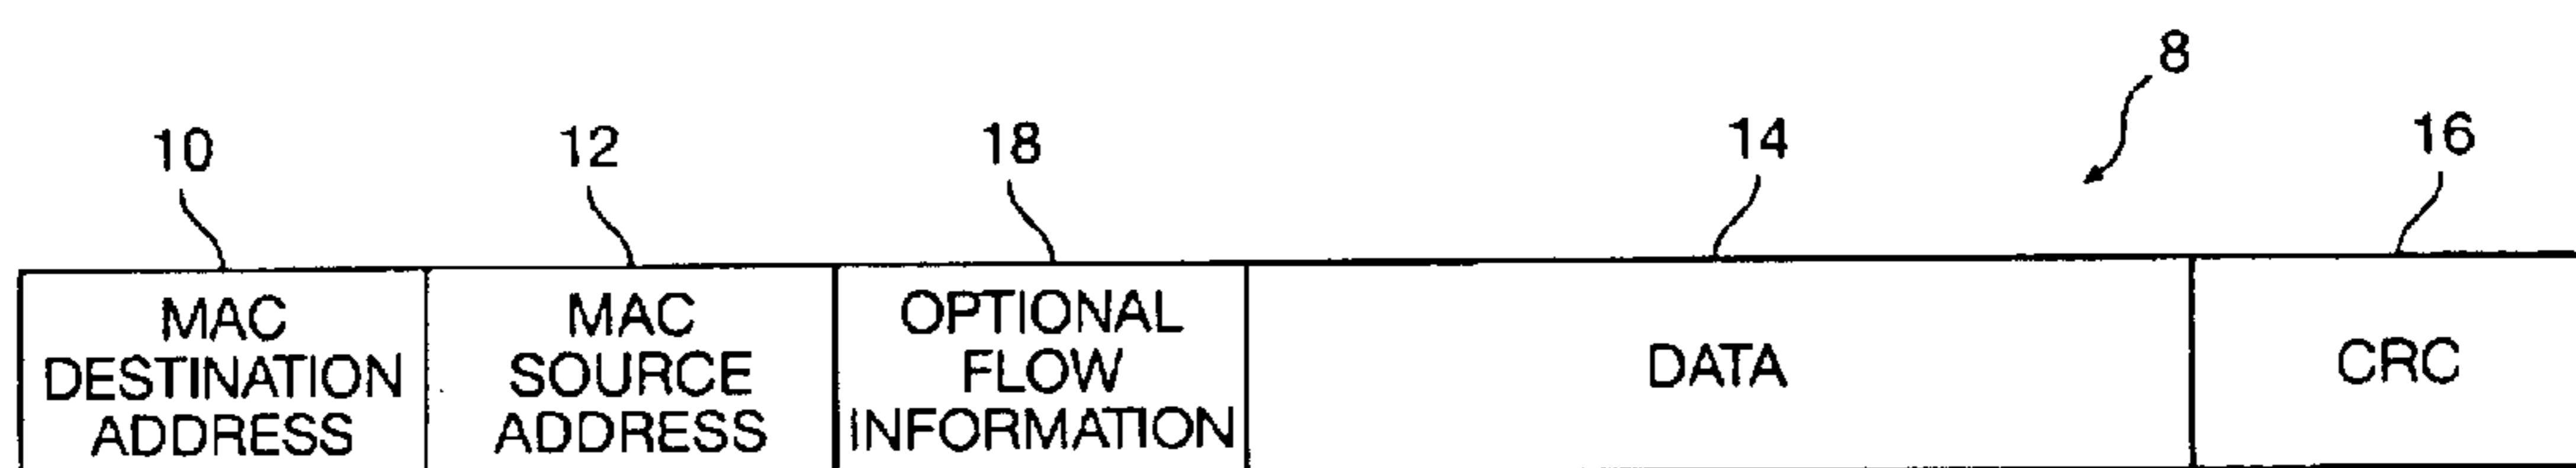 8
10 12 18 14 16
MAC
DESTINATION
ADDRESS
MAC
SOURCE
ADDRESS
OPTIONAL
FLOW
INFORMATION
DATA
CRC